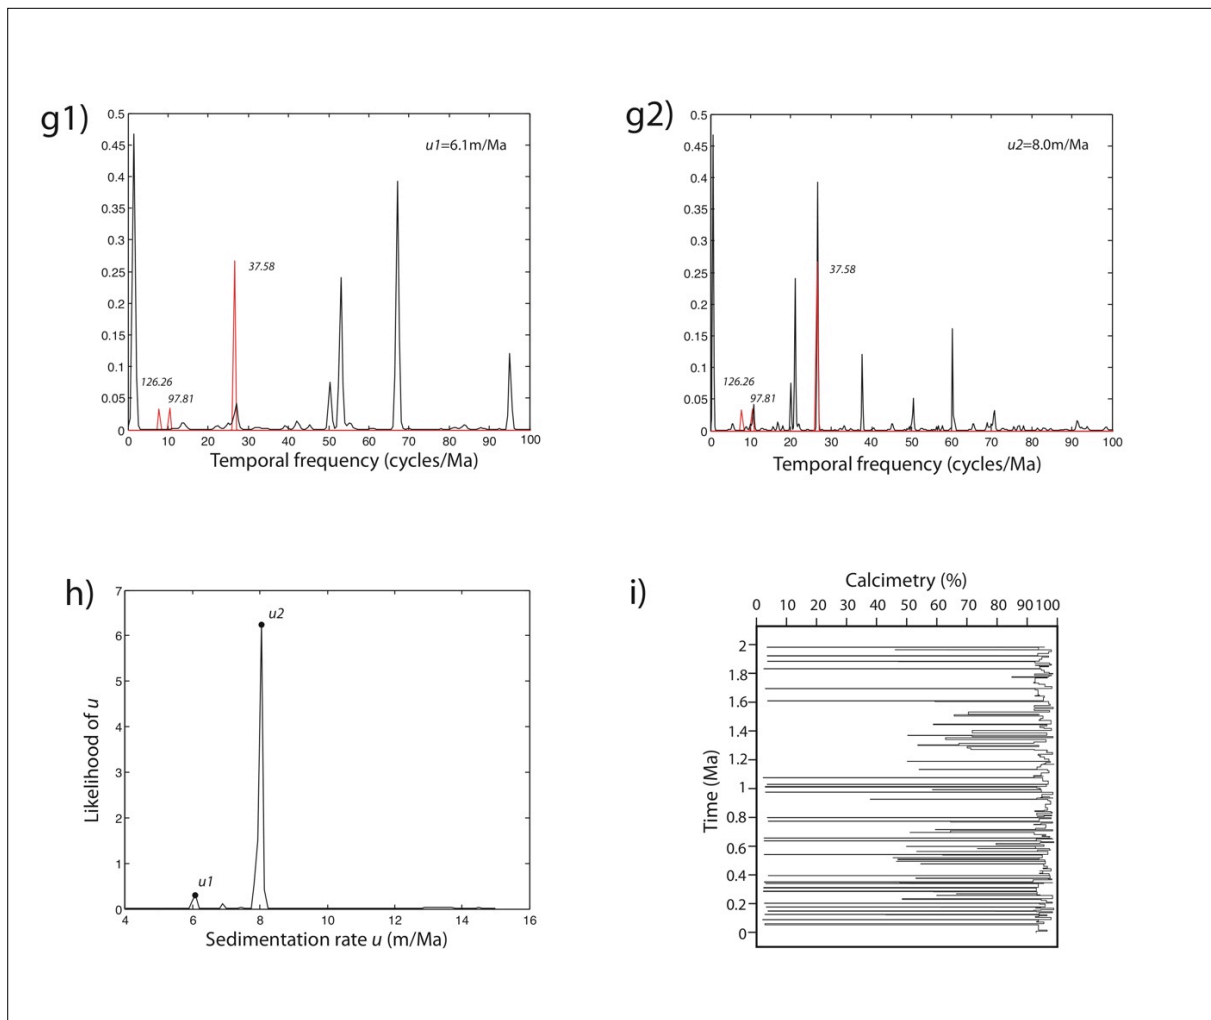 g1)
0.5
0.45
0.4
0.35
0.3
0.25
0.2
0.15
0.1
0.05
0
u1=6.1m/Ma
37.58
126.26
97.81
0 10 20 30 40 50 60 70 80 90 100
Temporal frequency (cycles/Ma)
g2)
0.5
0.45
0.4
0.35
0.3
0.25
0.2
0.15
0.1
0.05
0
u2=8.0m/Ma
37.58
126.26
97.81
0 10 20 30 40 50 60 70 80 90 100
Temporal frequency (cycles/Ma)
h)
Likelihood of u
7
6
5
4
3
2
1
0
u2
u1
4 6 8 10 12 14 16
Sedimentation rate u (m/Ma)
i)
Calcimetry (%)
0 10 20 30 40 50 60 70 80 90 100
Time (Ma)
2
1.8
1.6
1.4
1.2
1
0.8
0.6
0.4
0.2
0